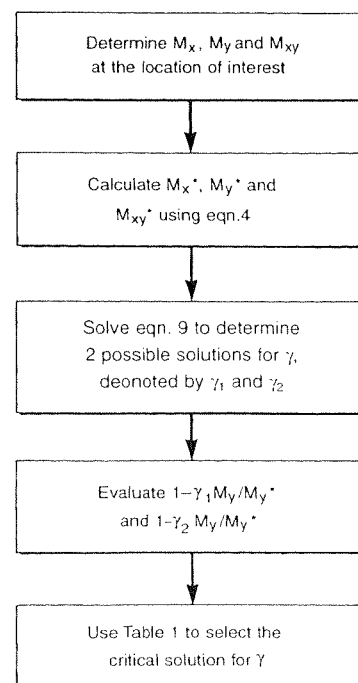 Determine Mx, My and Mxy
at the location of interest
Calculate Mx*, My* and
Mxy* using eqn.4
Solve eqn. 9 to determine
2 possible solutions for γ,
deonoted by γ1 and γ2
Evaluate 1-γ1My/My*
and 1-γ2 My/My*
Use Table 1 to select the
critical solution for γ